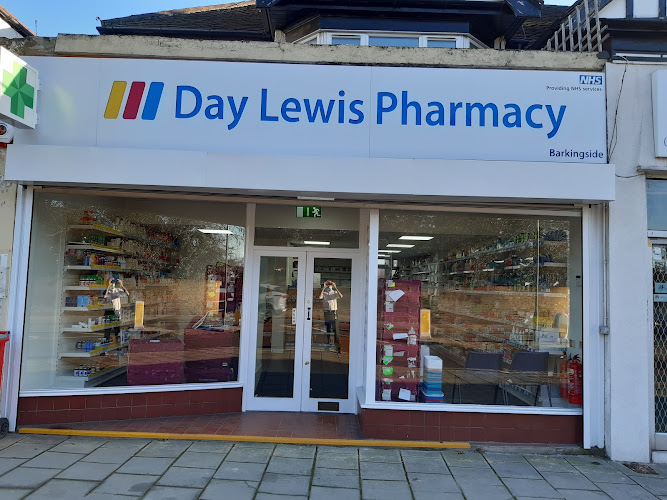 NHS
Providing NHS services
Day Lewis Pharmacy
Barkingside